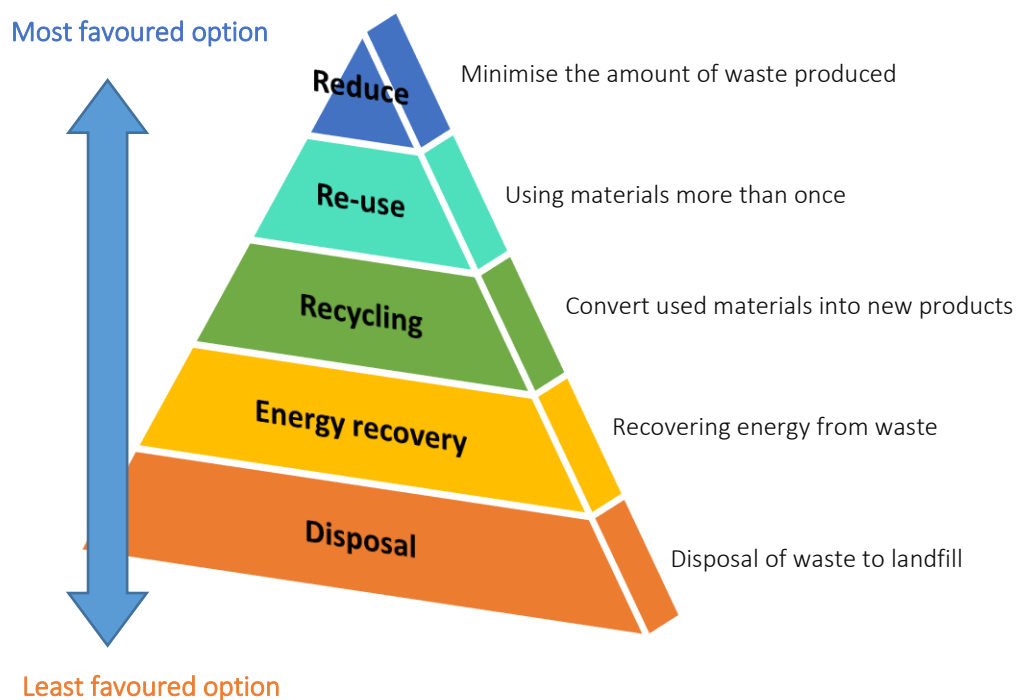 Most favoured option
Reduce
Minimise the amount of waste produced
Re-use
Using materials more than once
Recycling
Convert used materials into new products
Energy recovery
Recovering energy from waste
Disposal
Disposal of waste to landfill
Least favoured option